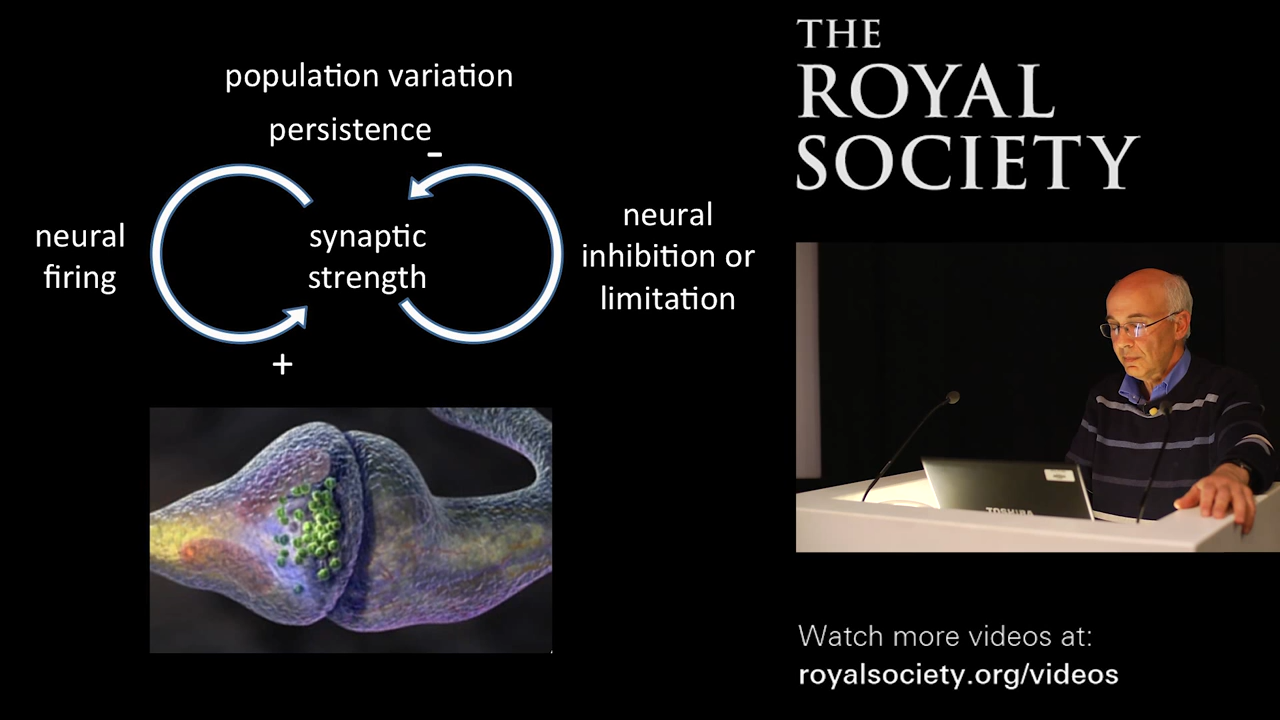 population variation
persistence
-
neural
firing
synaptic
strength
neural
inhibition or
limitation
+
THE
ROYAL
SOCIETY
TOSHIBA
Watch more videos at:
royalsociety.org/videos